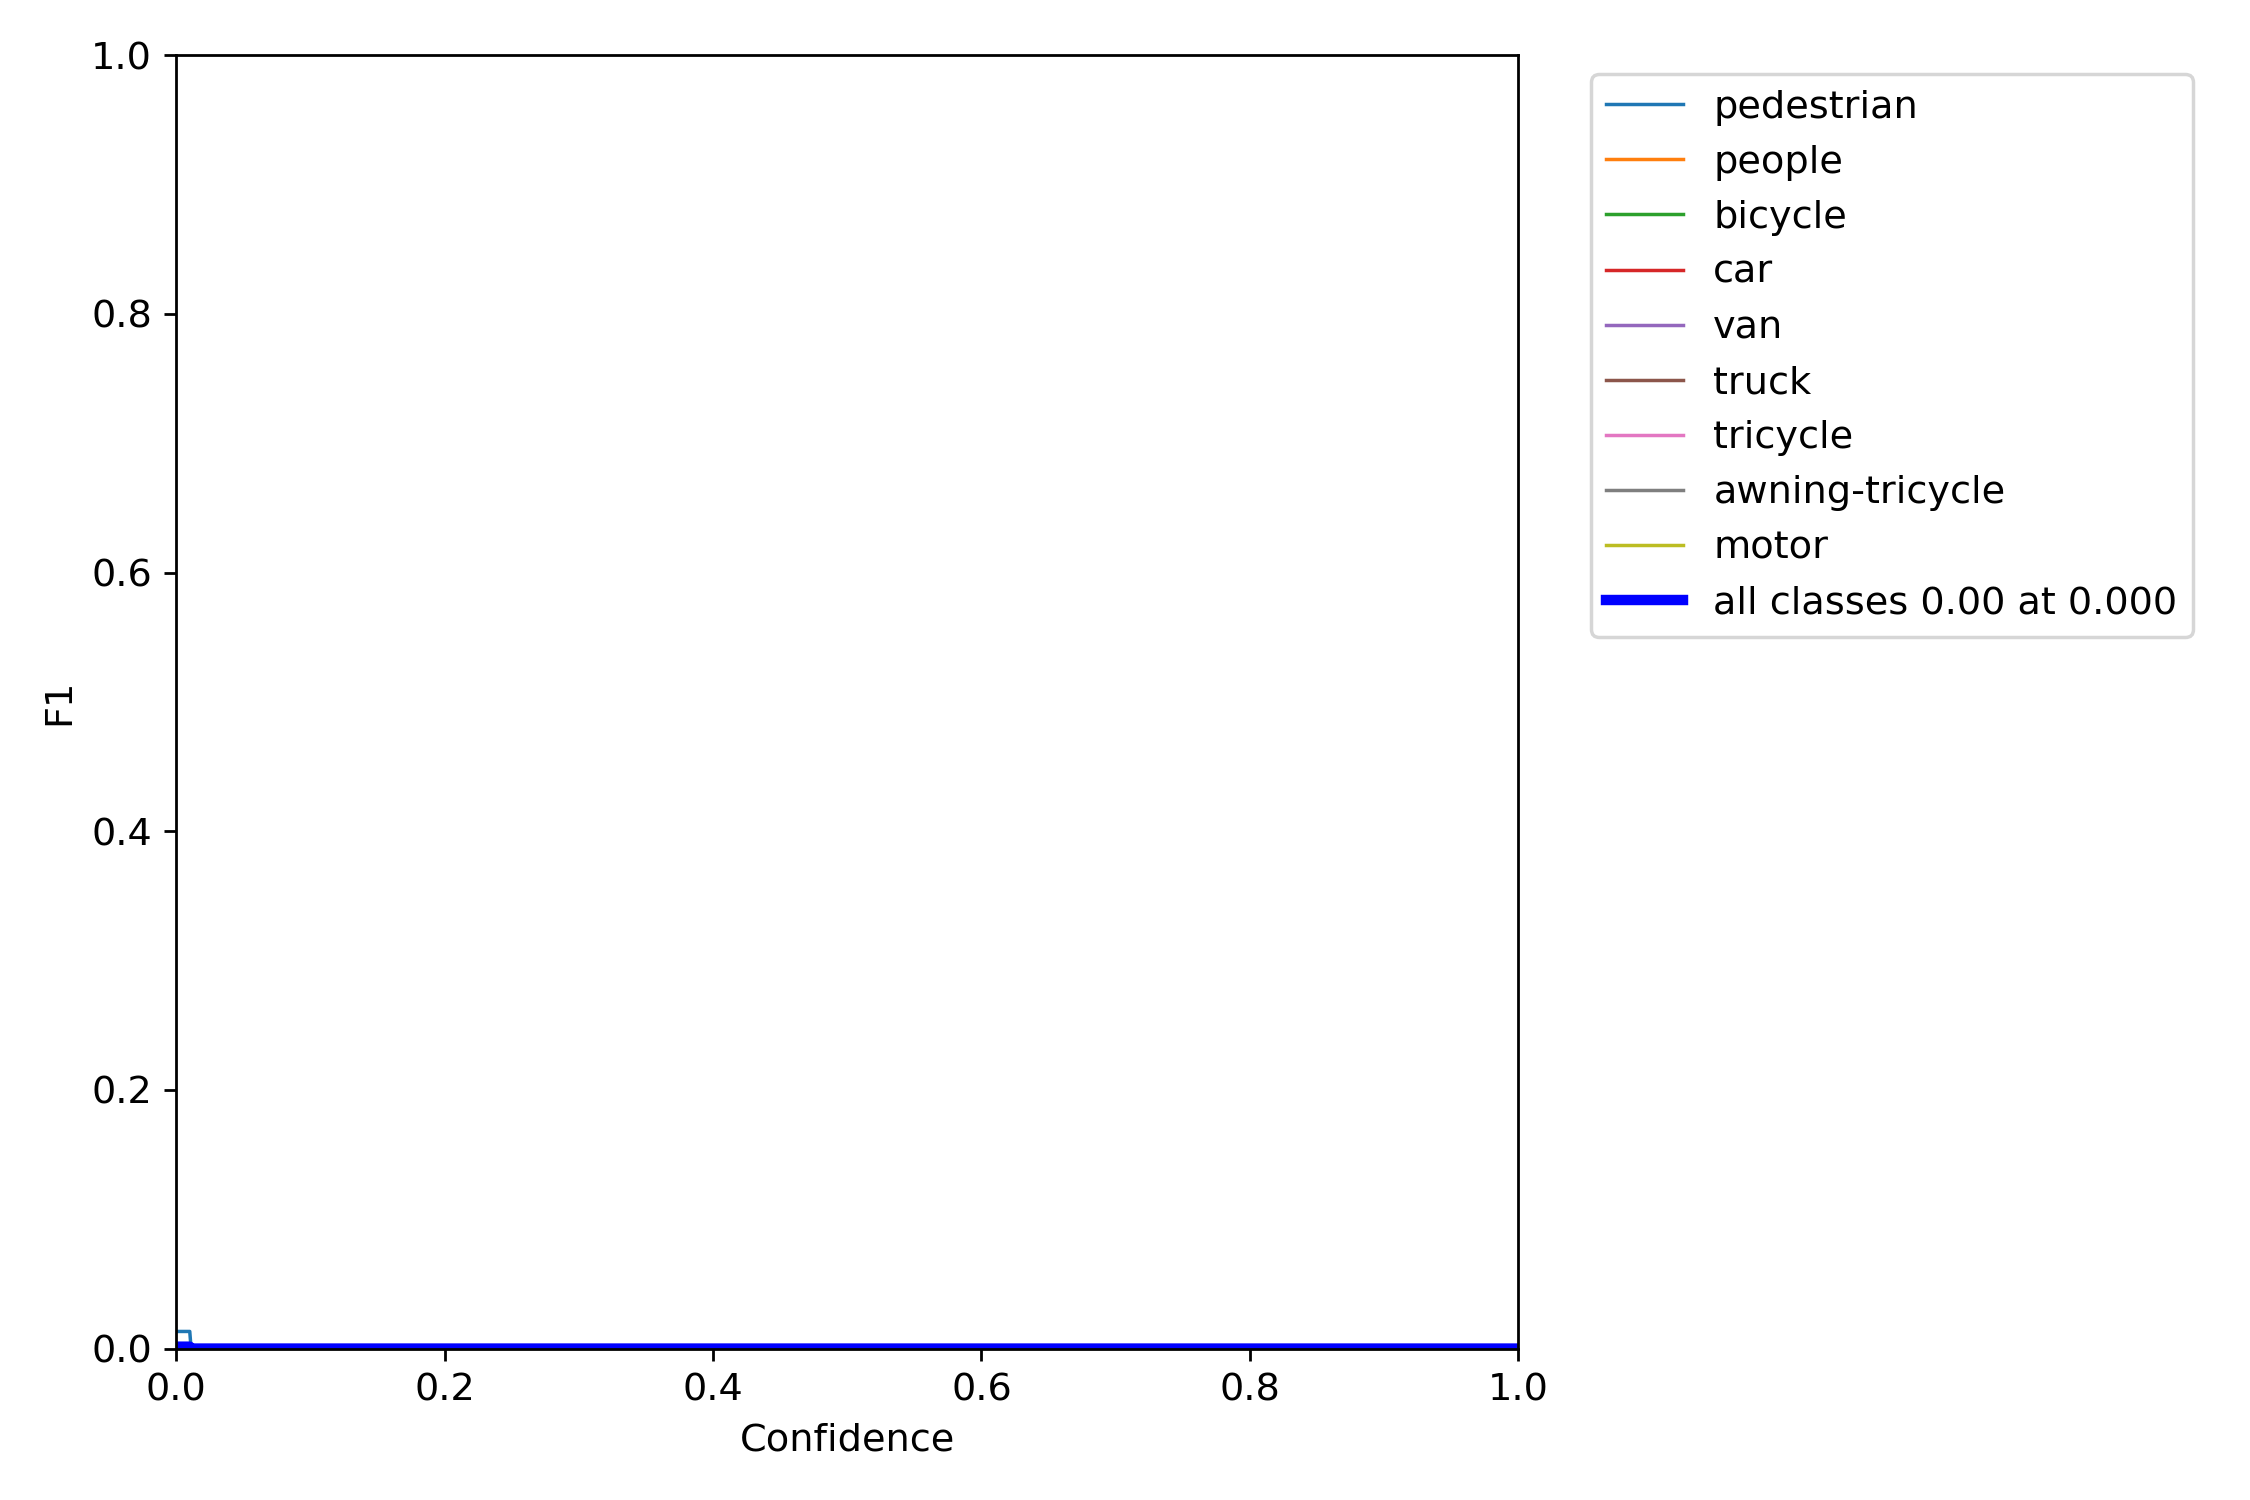 1.0
0.8
0.6
0.4
0.2
0.0
F1
0.0 0.2 0.4 0.6 0.8 1.0
Confidence
pedestrian
people
bicycle
car
van
truck
tricycle
awning-tricycle
motor
all classes 0.00 at 0.000